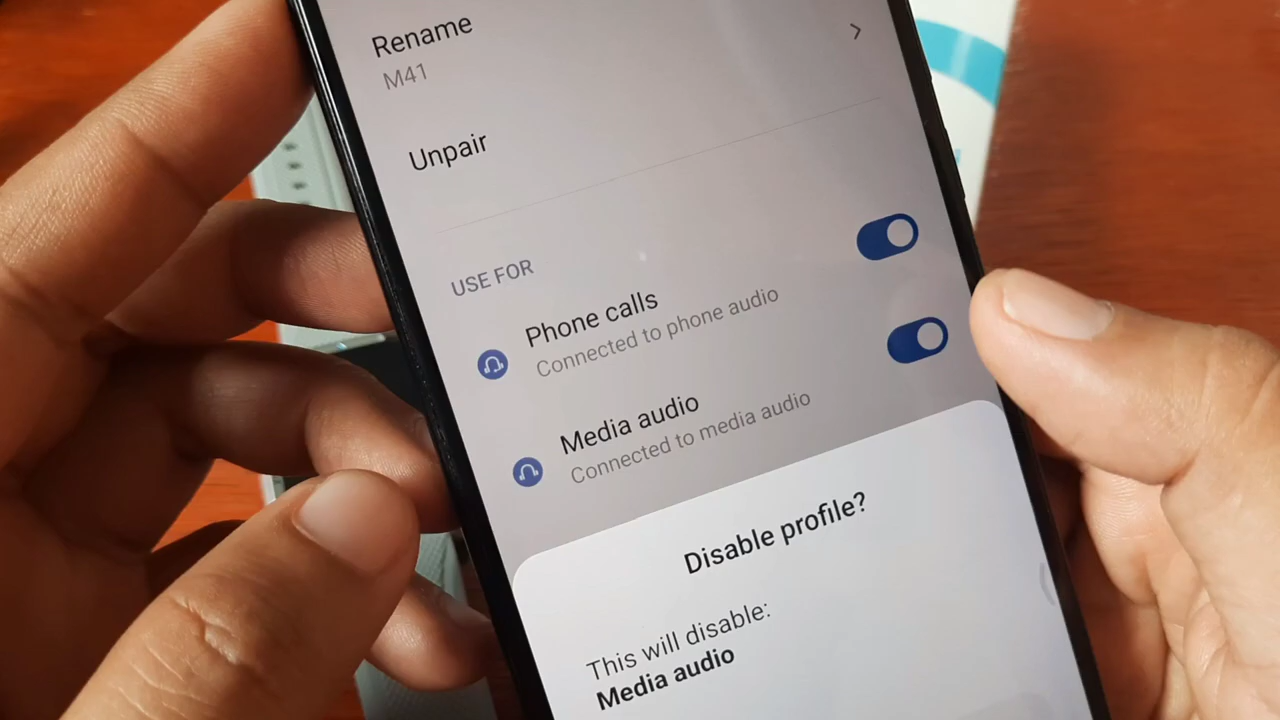 Rename
M41
Unpair
USE FOR
Phone calls
Connected to phone audio
Media audio
Connected to media audio
Disable profile?
This will disable:
Media audio